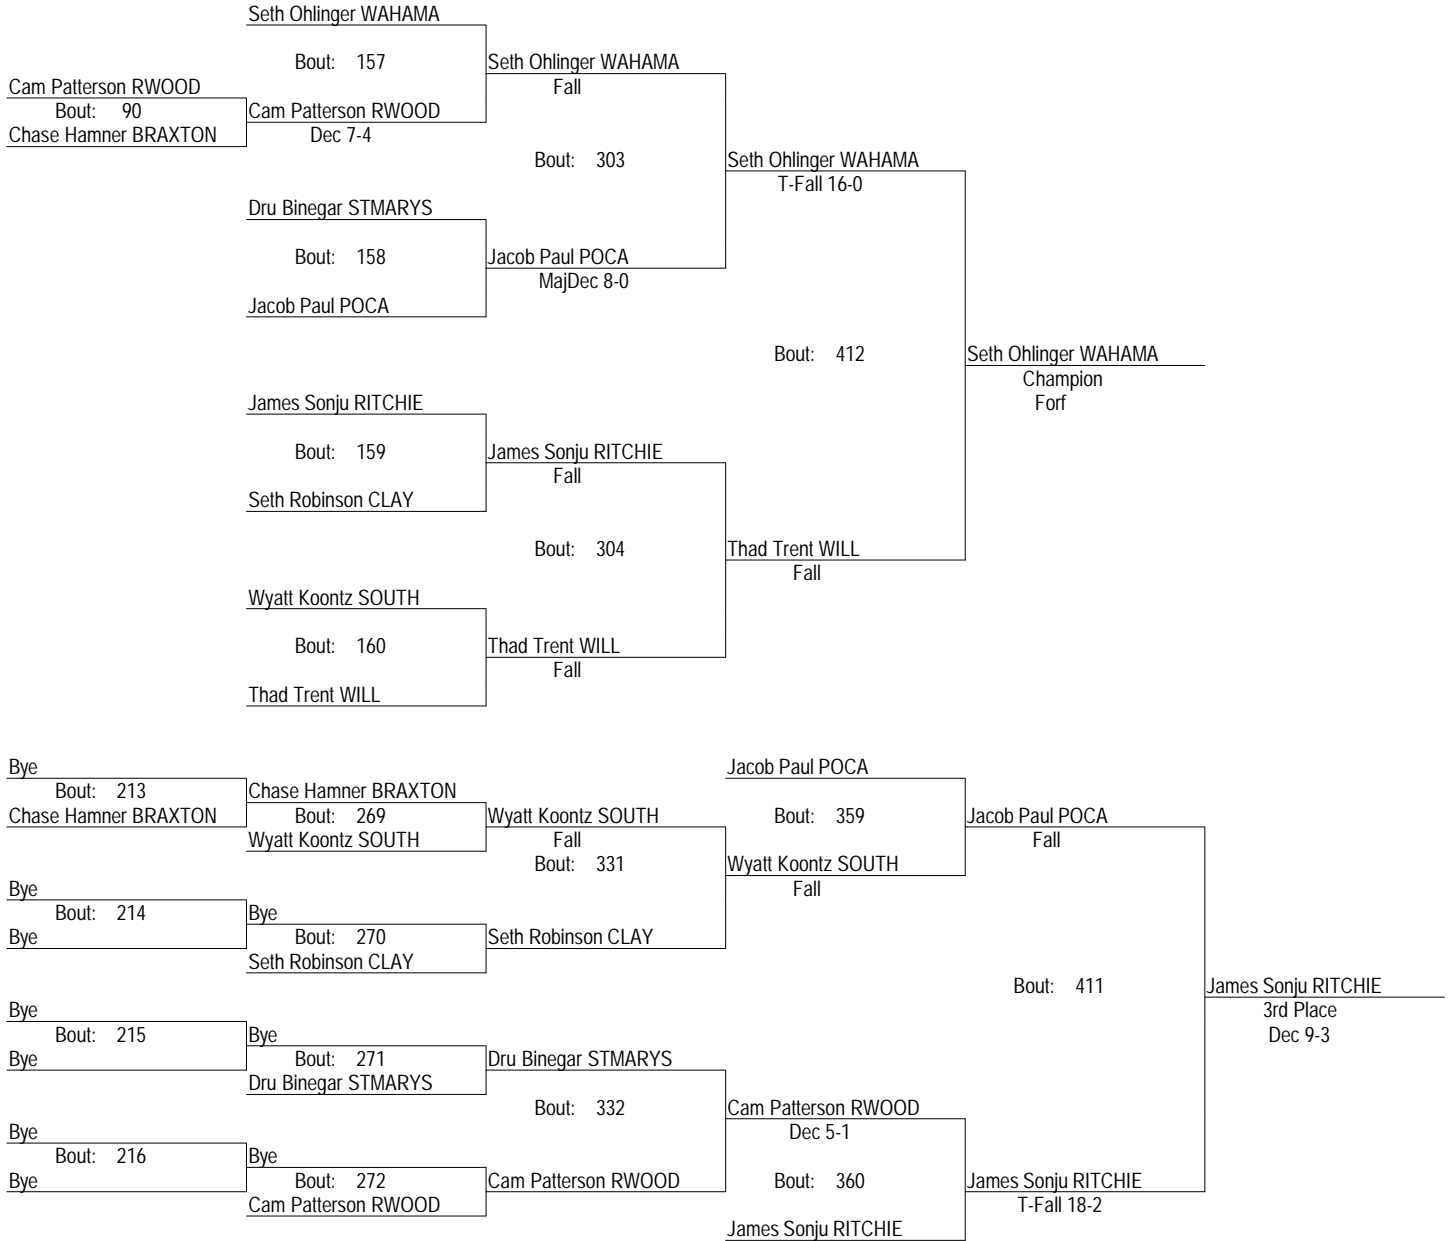 Seth Ohlinger WAHAMA
Bout: 157
Seth Ohlinger WAHAMA
Fall
Cam Patterson RWOOD
Bout: 90
Chase Hamner BRAXTON
Cam Patterson RWOOD
Dec 7-4
Bout: 303
Seth Ohlinger WAHAMA
T-Fall 16-0
Dru Binegar STMARYS
Bout: 158
Jacob Paul POCA
MajDec 8-0
Jacob Paul POCA
Bout: 412
Seth Ohlinger WAHAMA
Champion
Forf
James Sonju RITCHIE
Bout: 159
James Sonju RITCHIE
Fall
Seth Robinson CLAY
Bout: 304
Thad Trent WILL
Fall
Wyatt Koontz SOUTH
Bout: 160
Thad Trent WILL
Fall
Thad Trent WILL
Bye
Bout: 213
Chase Hamner BRAXTON
Chase Hamner BRAXTON
Bout: 269
Wyatt Koontz SOUTH
Wyatt Koontz SOUTH
Fall
Bout: 331
Jacob Paul POCA
Bout: 359
Wyatt Koontz SOUTH
Fall
Jacob Paul POCA
Fall
Bye
Bout: 214
Bye
Bye
Bout: 270
Seth Robinson CLAY
Seth Robinson CLAY
Bout: 411
James Sonju RITCHIE
3rd Place
Dec 9-3
Bye
Bout: 215
Bye
Bye
Bout: 271
Dru Binegar STMARYS
Dru Binegar STMARYS
Bout: 332
Cam Patterson RWOOD
Dec 5-1
Bye
Bout: 216
Bye
Bye
Bout: 272
Cam Patterson RWOOD
Cam Patterson RWOOD
Bout: 360
James Sonju RITCHIE
T-Fall 18-2
James Sonju RITCHIE